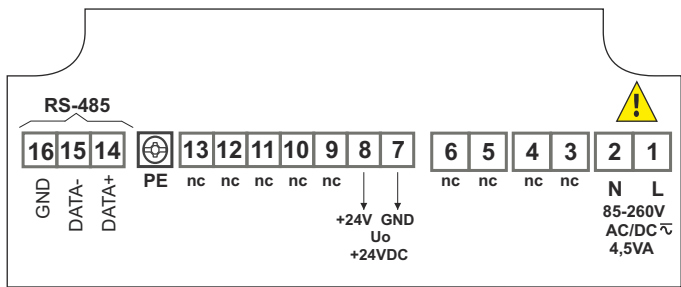 RS-485
16 15 14 PE 13 12 11 10 9 8 7 6 5 4 3 2 1
GND DATA- DATA+ nc nc nc nc nc nc nc nc nc N L
+24V GND
Uo
+24VDC
85-260V
AC/DC
4,5VA
!